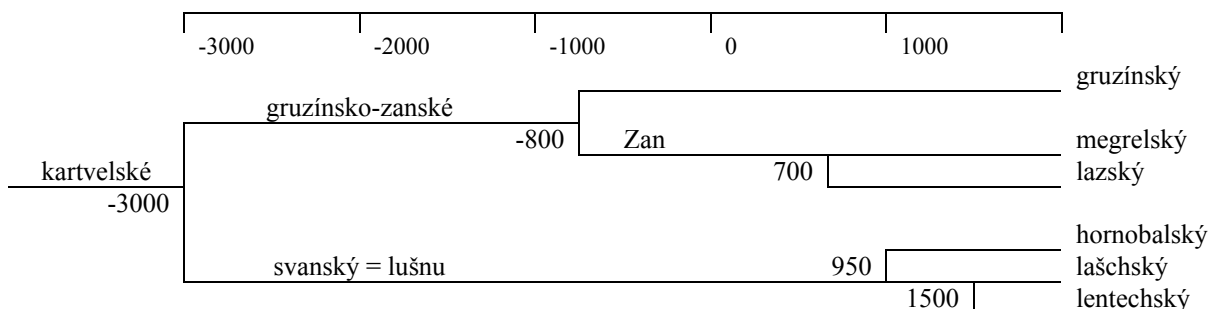 -3000 -2000 -1000 0 1000
gruzínský
gruzínsko-zanské
-800 Zan megrelský
kartvelské 700 lazský
-3000
hornobalský
svanský = lušnu 950 lašchský
1500 lentechský